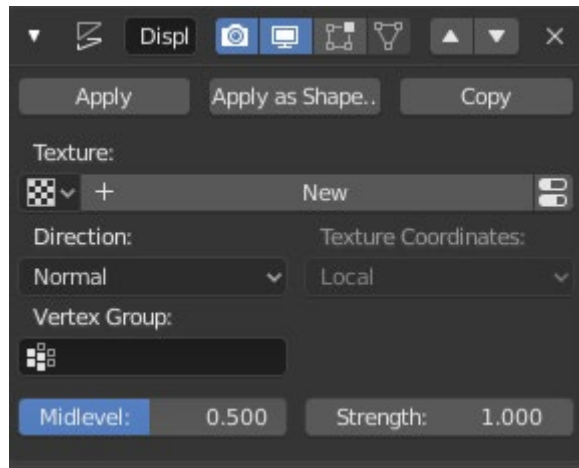 Displ
Apply Apply as Shape.. Copy
Texture:
New
Direction: Texture Coordinates:
Normal Local
Vertex Group:
Midlevel: 0.500 Strength: 1.000